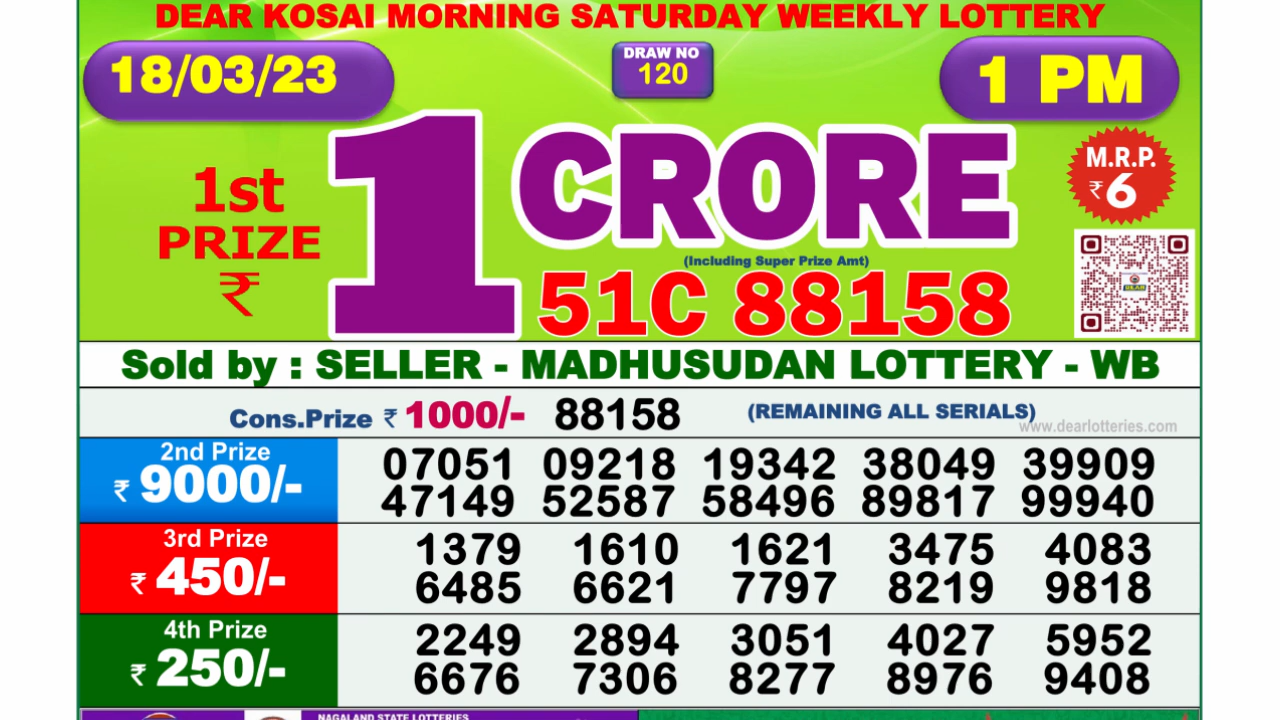 DEAR KOSAI MORNING SATURDAY WEEKLY LOTTERY
18/03/23
DRAW NO
120
1 PM
1st
PRIZE
₹
1 CRORE
M.R.P.
₹6
(Including Super Prize Amt)
51C 88158
Sold by : SELLER - MADHUSUDAN LOTTERY - WB
Cons.Prize ₹ 1000/- 88158 (REMAINING ALL SERIALS)
www.dearlotteries.com
2nd Prize
₹ 9000/-
07051 09218 19342 38049 39909
47149 52587 58496 89817 99940
3rd Prize
₹ 450/-
1379 1610 1621 3475 4083
6485 6621 7797 8219 9818
4th Prize
₹ 250/-
2249 2894 3051 4027 5952
6676 7306 8277 8976 9408
NAGALAND STATE LOTTERIES